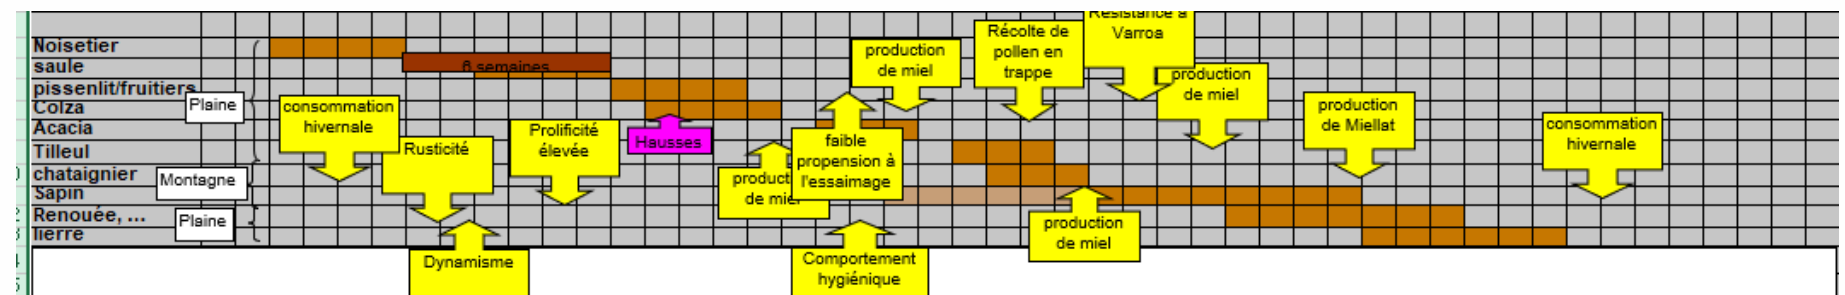 Noisetier
saule
pissenlit/fruitiers
Colza
Acacia
Tilleul
chataignier
Sapin
Renouée, ...
lierre
Plaine
Montagne
Plaine
6 semaines
consommation
hivernale
Rusticité
Dynamisme
Prolificité
élevée
Hausses
de miel
production
de miel
faible
propension à
l'essaimage
Comportement
hygiénique
Récolte de
pollen en
trappe
Résistance à
Varroa
production
de miel
production
de miel
production
de Miellat
consommation
hivernale